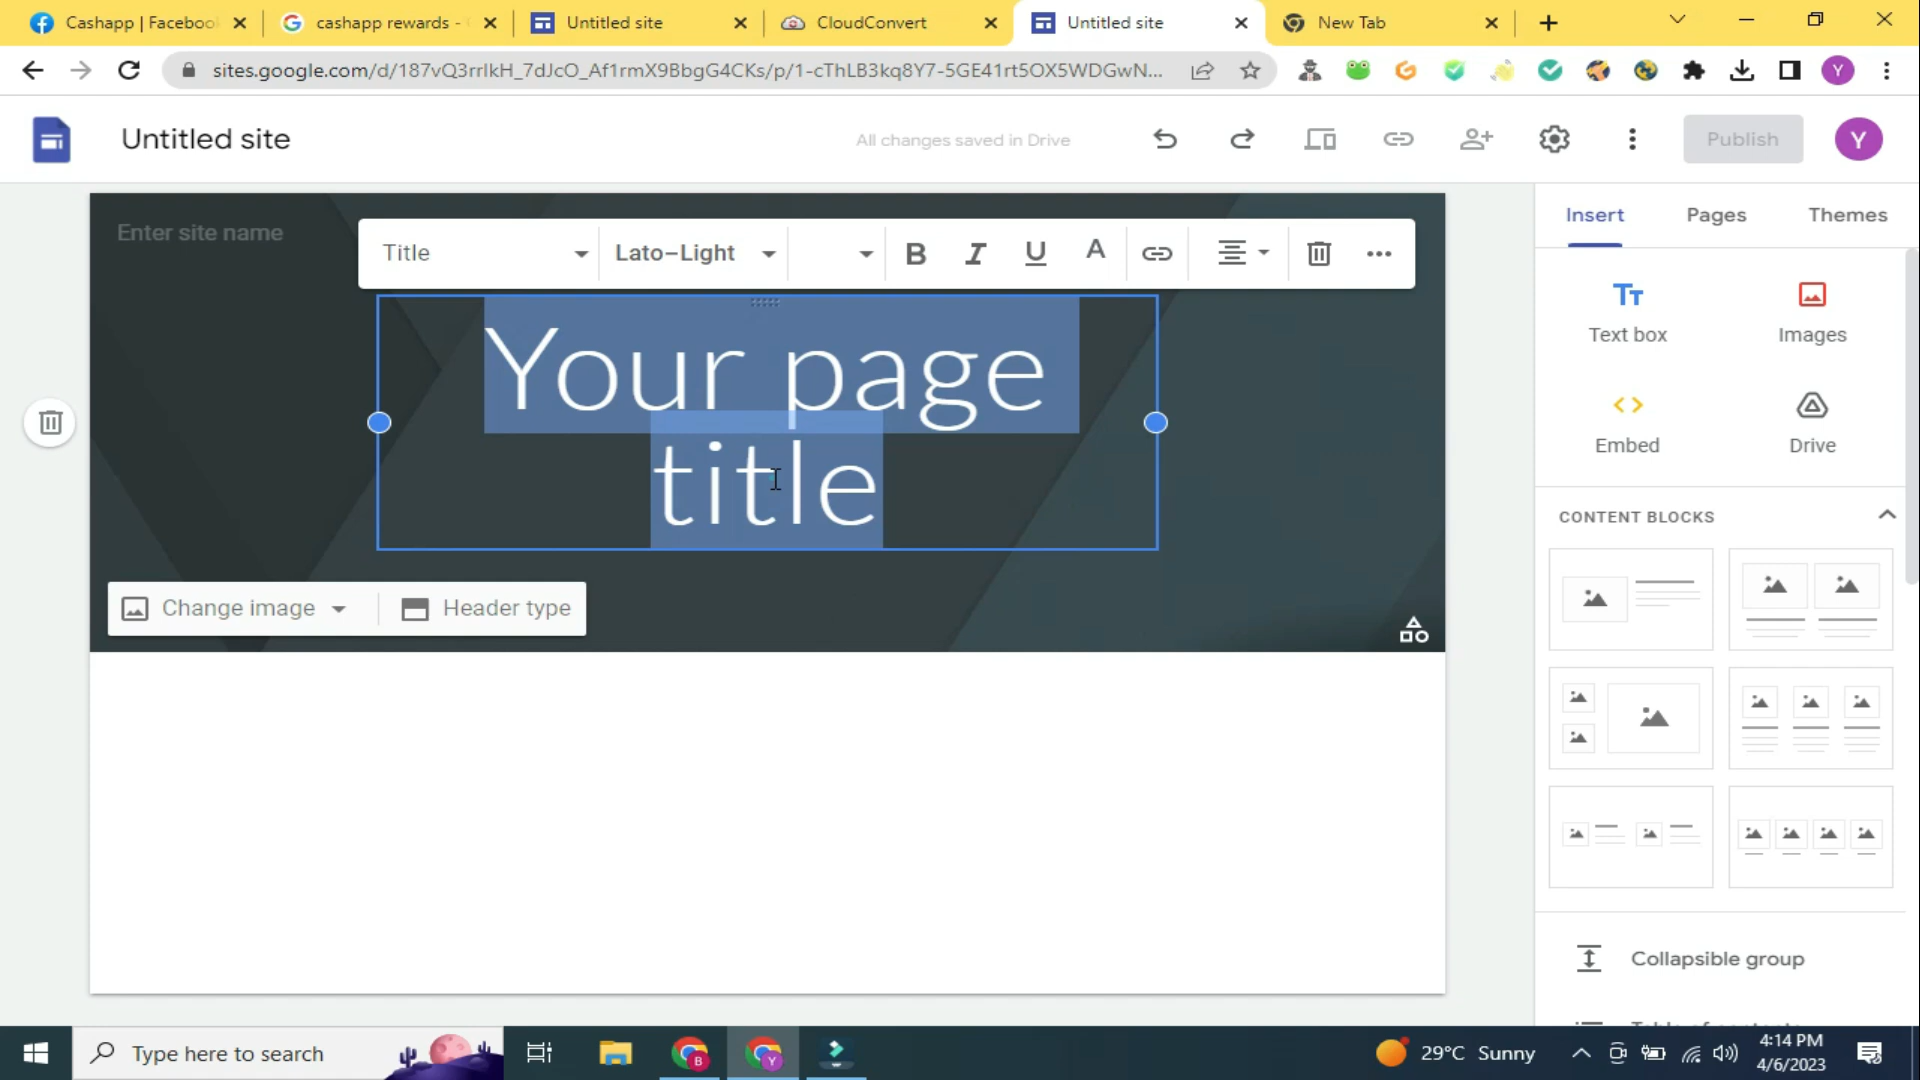 Cashapp | Faceboo
cashapp rewards -
Untitled site
CloudConvert
Untitled site
New Tab
sites.google.com/d/187vQ3rrlkH_7dJcO_Af1rmX9BbgG4CKs/p/1-cThLB3kq8Y7-5GE41rt5OX5WDGwN...
Y
Untitled site
All changes saved in Drive
Publish
Y
Enter site name
Title
Lato-Light
B I U A
Insert
Pages
Themes
Your page
title
Text box
Images
Embed
Drive
CONTENT BLOCKS
Change image
Header type
Collapsible group
Type here to search
B
Y
29°C Sunny
4:14 PM
4/6/2023